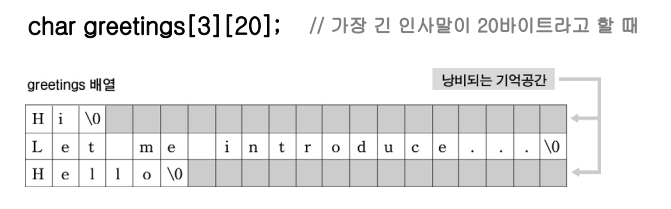 char greetings[3][20]; // 가장 긴 인사말이 20바이트라고 할 때
greetings 배열 낭비되는 기억공간
H i \0
L e t m e i n t r o d u c e . . . \0
H e l l o \0